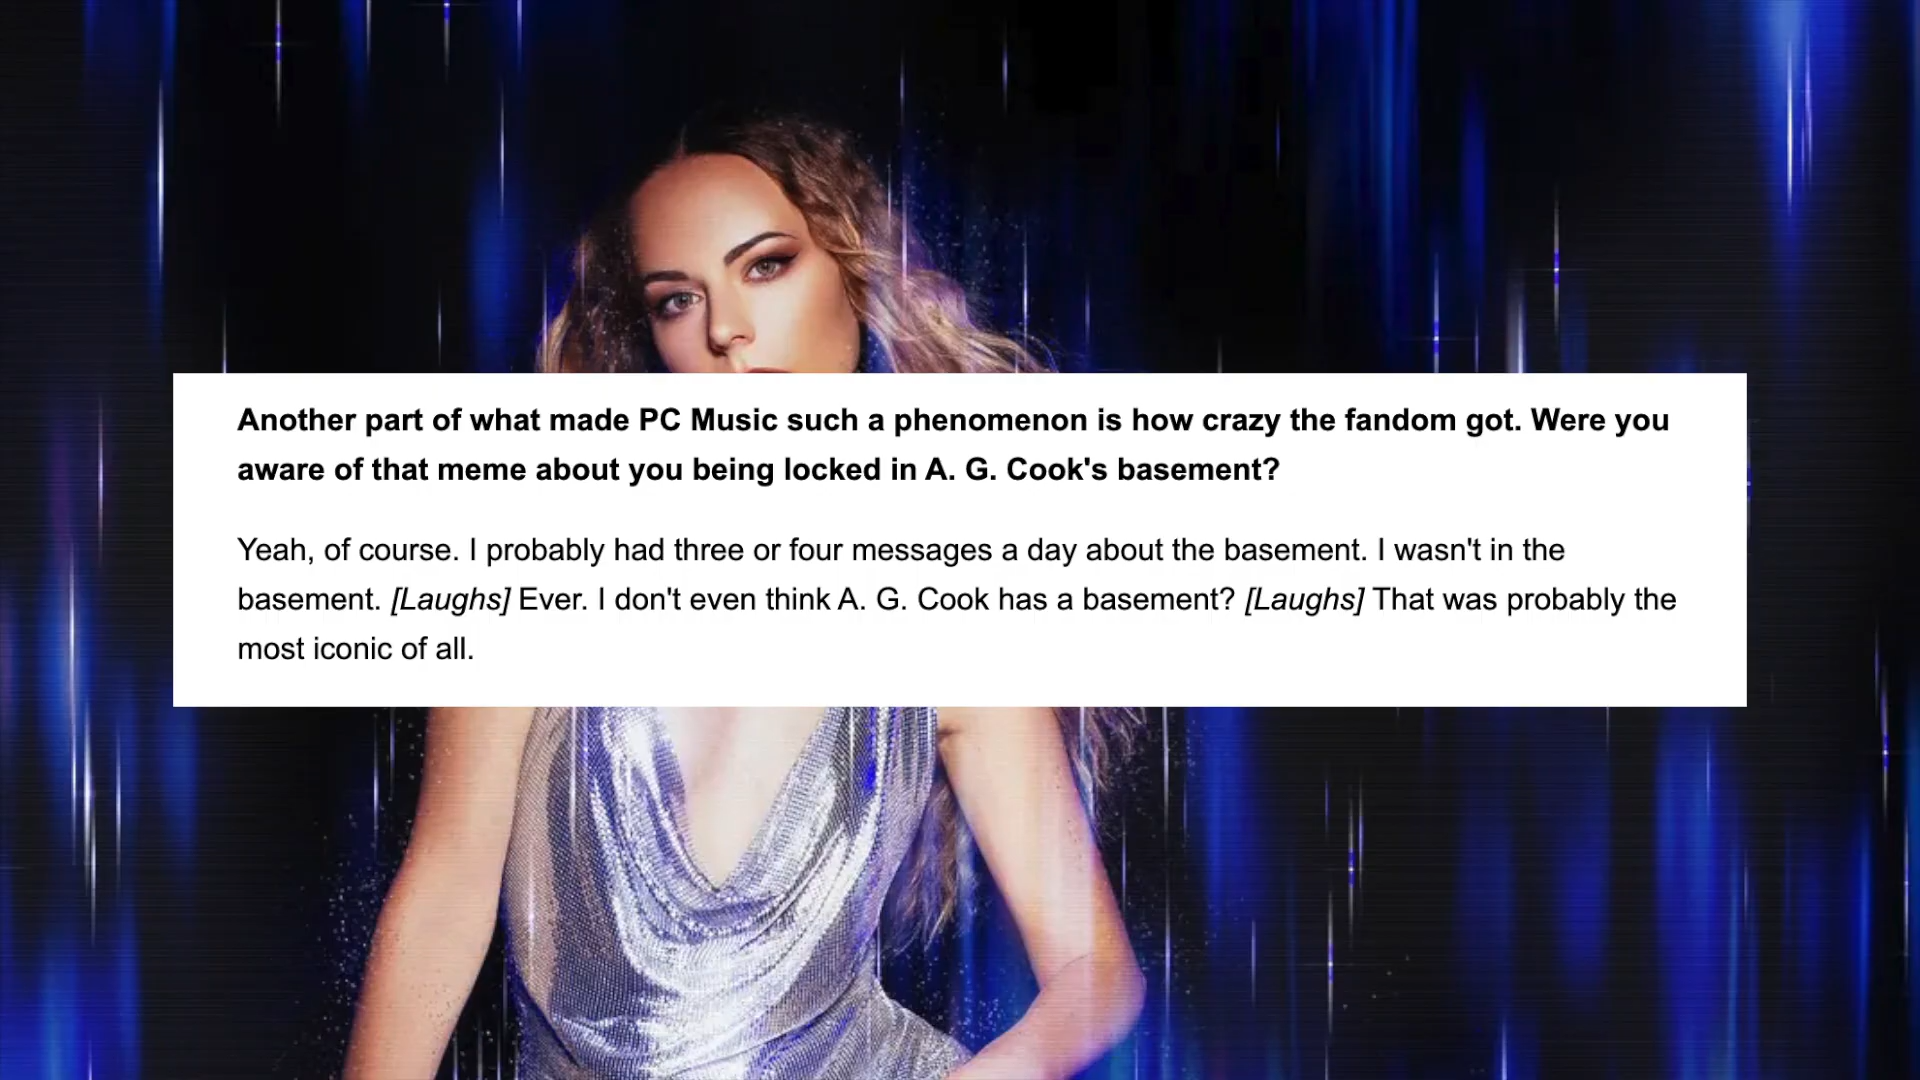 Another part of what made PC Music such a phenomenon is how crazy the fandom got. Were you
aware of that meme about you being locked in A. G. Cook's basement?
Yeah, of course. I probably had three or four messages a day about the basement. I wasn't in the
basement. [Laughs] Ever. I don't even think A. G. Cook has a basement? [Laughs] That was probably the
most iconic of all.